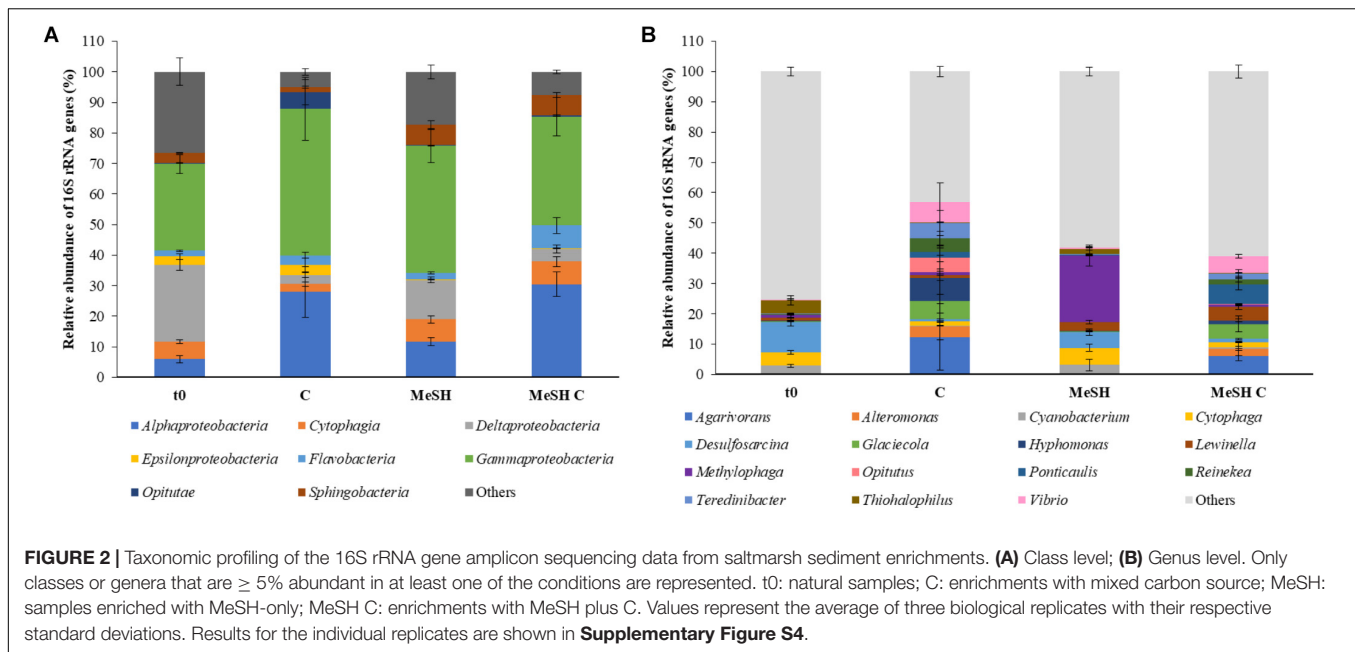 A
B
Relative abundance of 16S rRNA genes (%)
110
100
90
80
70
60
50
40
30
20
10
0
t0 C MeSH MeSH C
Alphaproteobacteria Cytophagia Deltaproteobacteria
Epsilonproteobacteria Flavobacteria Gammaproteobacteria
Opitutae Sphingobacteria Others
Relative abundance of 16S rRNA genes (%)
110
100
90
80
70
60
50
40
30
20
10
0
t0 C MeSH MeSH C
Agarivorans Alteromonas Cyanobacterium Cytophaga
Desulfosarcina Glaciecola Hyphomonas Lewinella
Methylophaga Opitutus Ponticaulis Reinekea
Teredinibacter Thiohalophilus Vibrio Others
FIGURE 2 | Taxonomic profiling of the 16S rRNA gene amplicon sequencing data from saltmarsh sediment enrichments. (A) Class level; (B) Genus level. Only
classes or genera that are ≥ 5% abundant in at least one of the conditions are represented. t0: natural samples; C: enrichments with mixed carbon source; MeSH:
samples enriched with MeSH-only; MeSH C: enrichments with MeSH plus C. Values represent the average of three biological replicates with their respective
standard deviations. Results for the individual replicates are shown in Supplementary Figure S4.